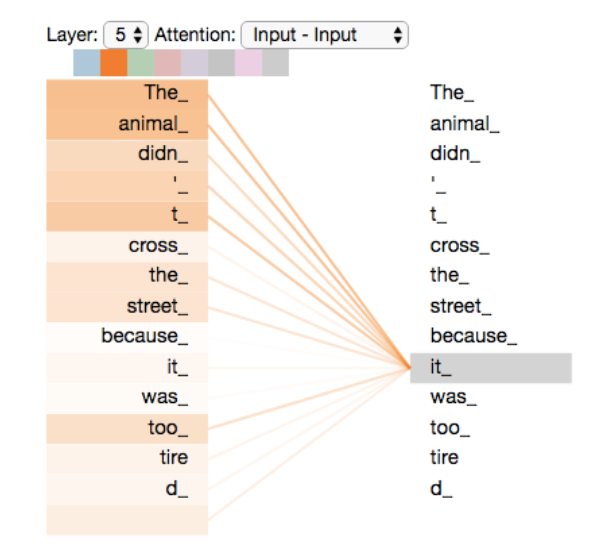 Layer: 5 Attention: Input - Input
The_ The_
animal_ animal_
didn_ didn_
'_ '_
t_ t_
cross_ cross_
the_ the_
street_ street_
because_ because_
it_ it_
was_ was_
too_ too_
tire tire
d_ d_